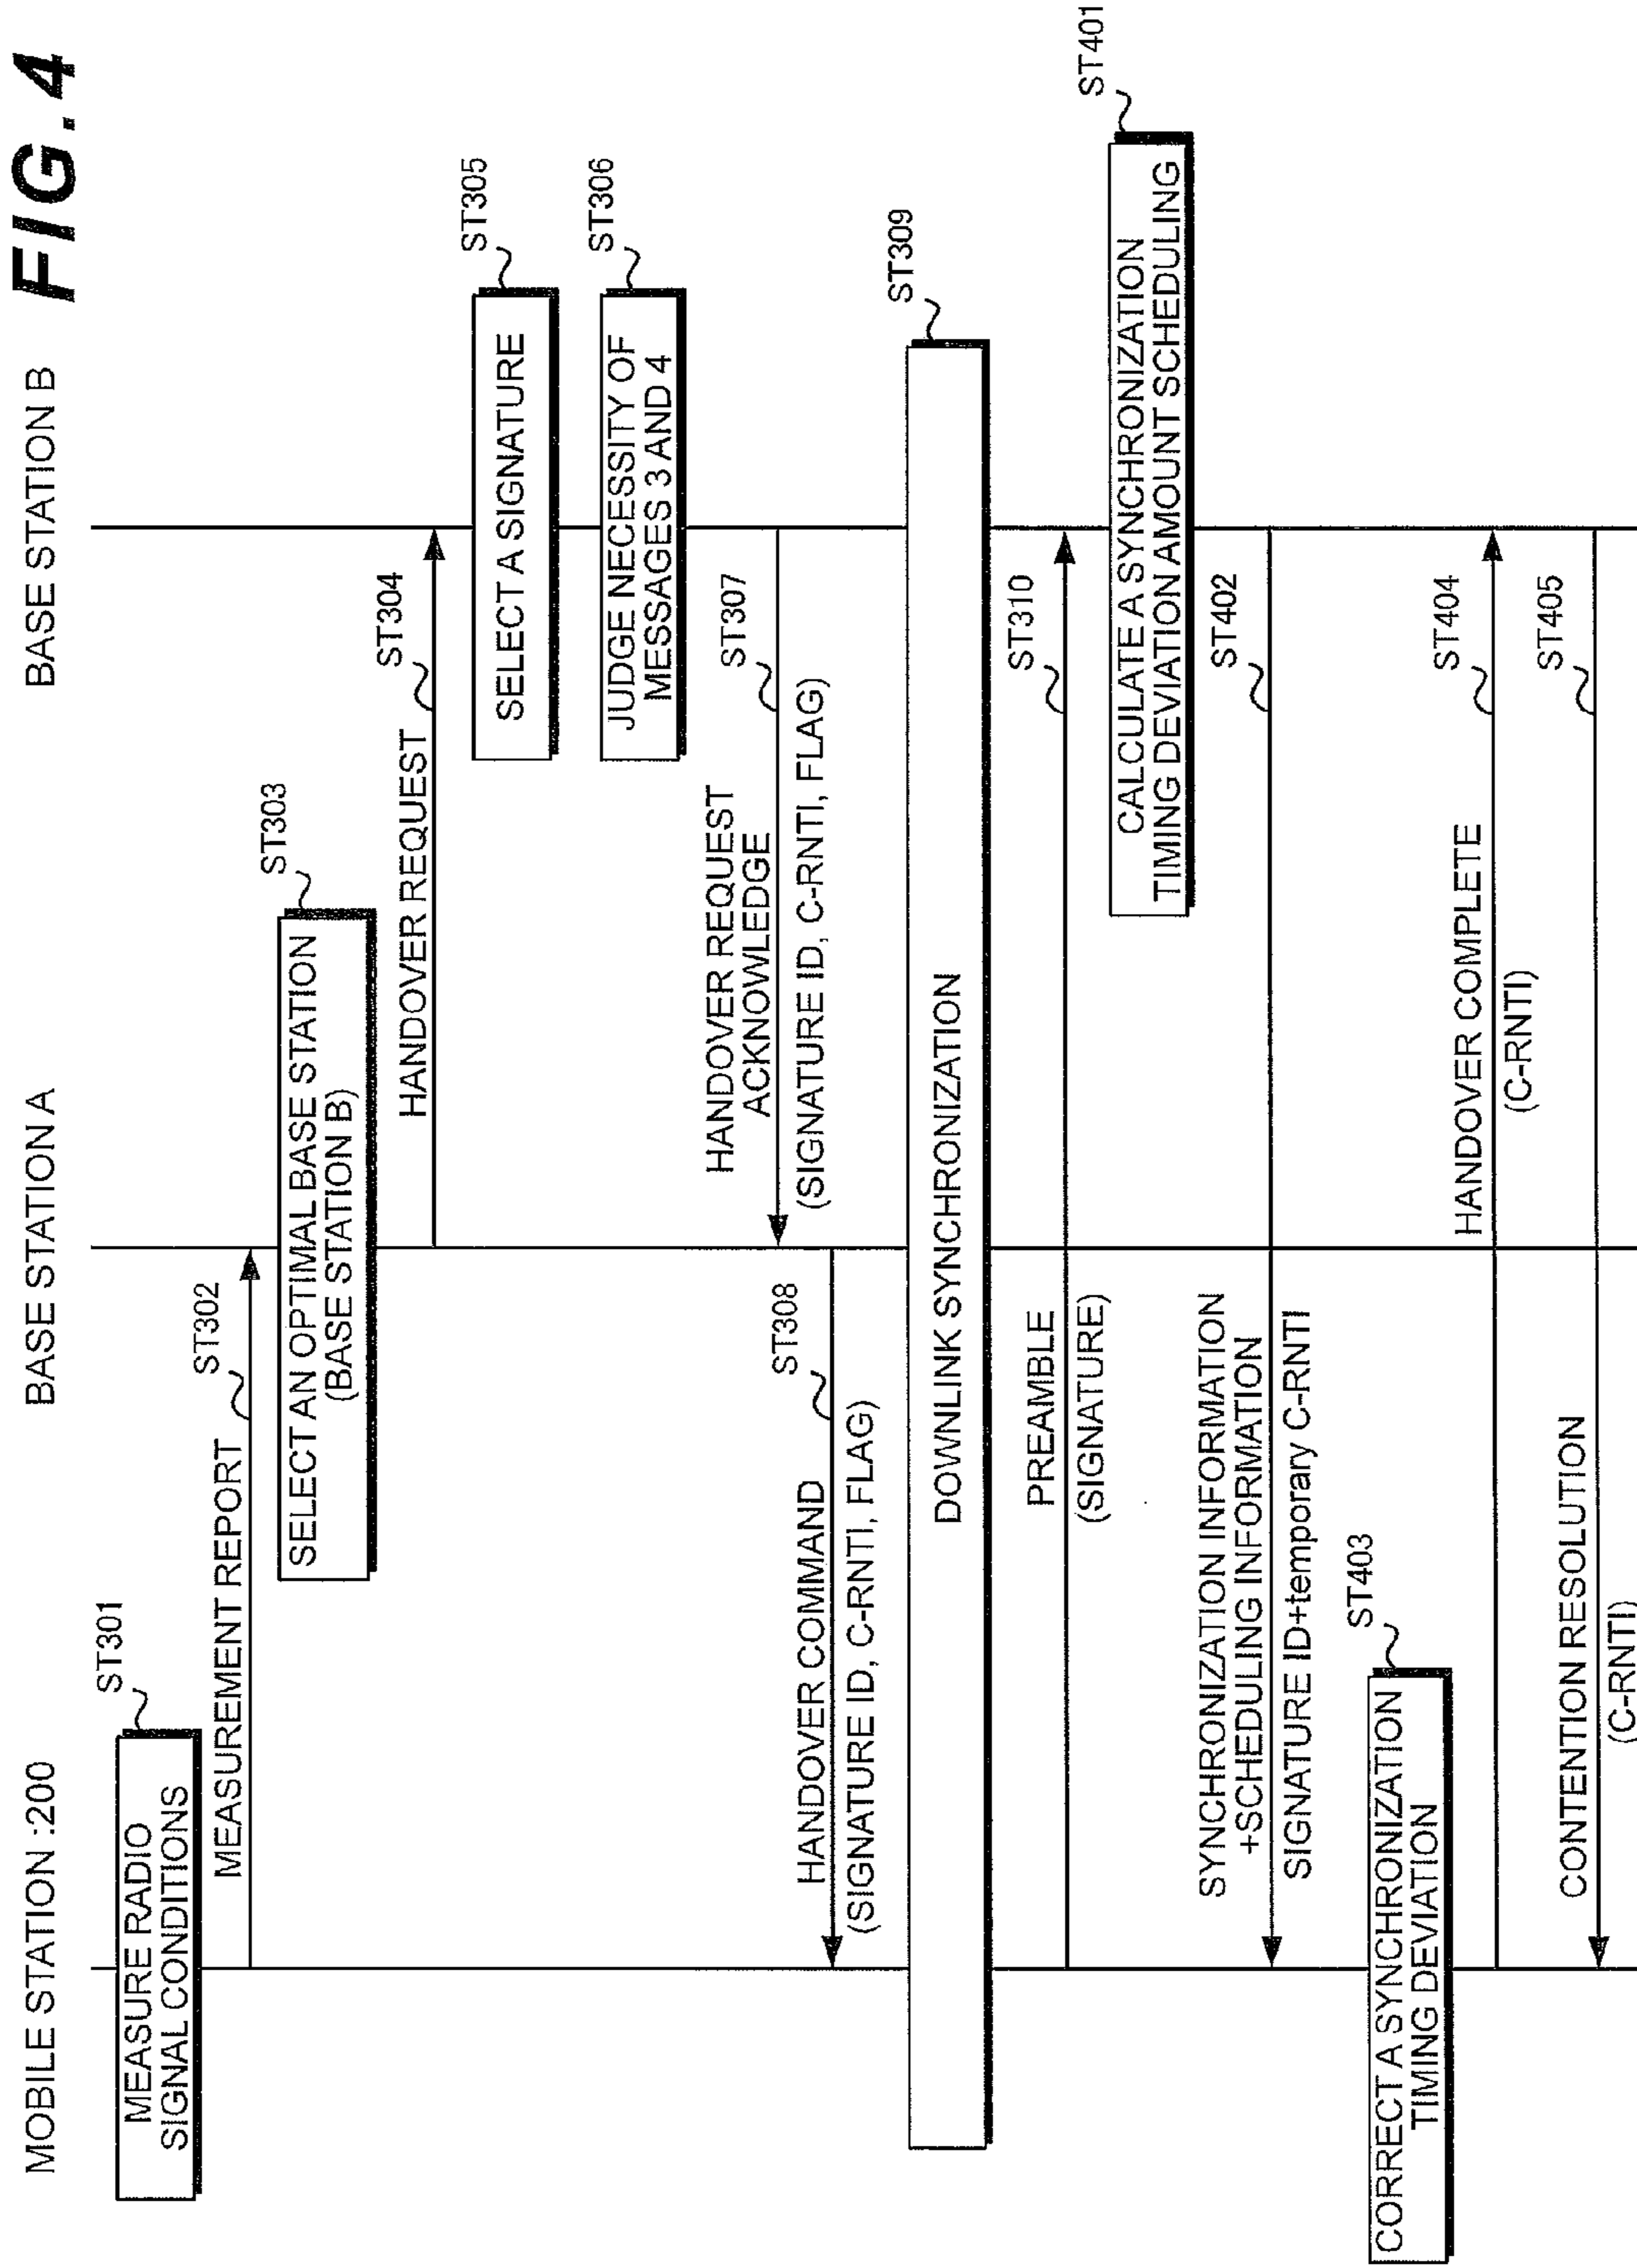 FIG. 4
MOBILE STATION :200
BASE STATION A
BASE STATION B
ST301
MEASURE RADIO
SIGNAL CONDITIONS
MEASUREMENT REPORT
ST302
ST303
SELECT AN OPTIMAL BASE STATION
(BASE STATION B)
HANDOVER REQUEST
ST304
ST305
SELECT A SIGNATURE
ST306
JUDGE NECESSITY OF
MESSAGES 3 AND 4
HANDOVER REQUEST
ACKNOWLEDGE
ST307
(SIGNATURE ID, C-RNTI, FLAG)
HANDOVER COMMAND
ST308
(SIGNATURE ID, C-RNTI, FLAG)
ST309
DOWNLINK SYNCHRONIZATION
PREAMBLE
ST310
(SIGNATURE)
ST401
CALCULATE A SYNCHRONIZATION
TIMING DEVIATION AMOUNT SCHEDULING
SYNCHRONIZATION INFORMATION
+SCHEDULING INFORMATION
ST402
SIGNATURE ID+temporary C-RNTI
ST403
CORRECT A SYNCHRONIZATION
TIMING DEVIATION
HANDOVER COMPLETE
ST404
(C-RNTI)
CONTENTION RESOLUTION
ST405
(C-RNTI)